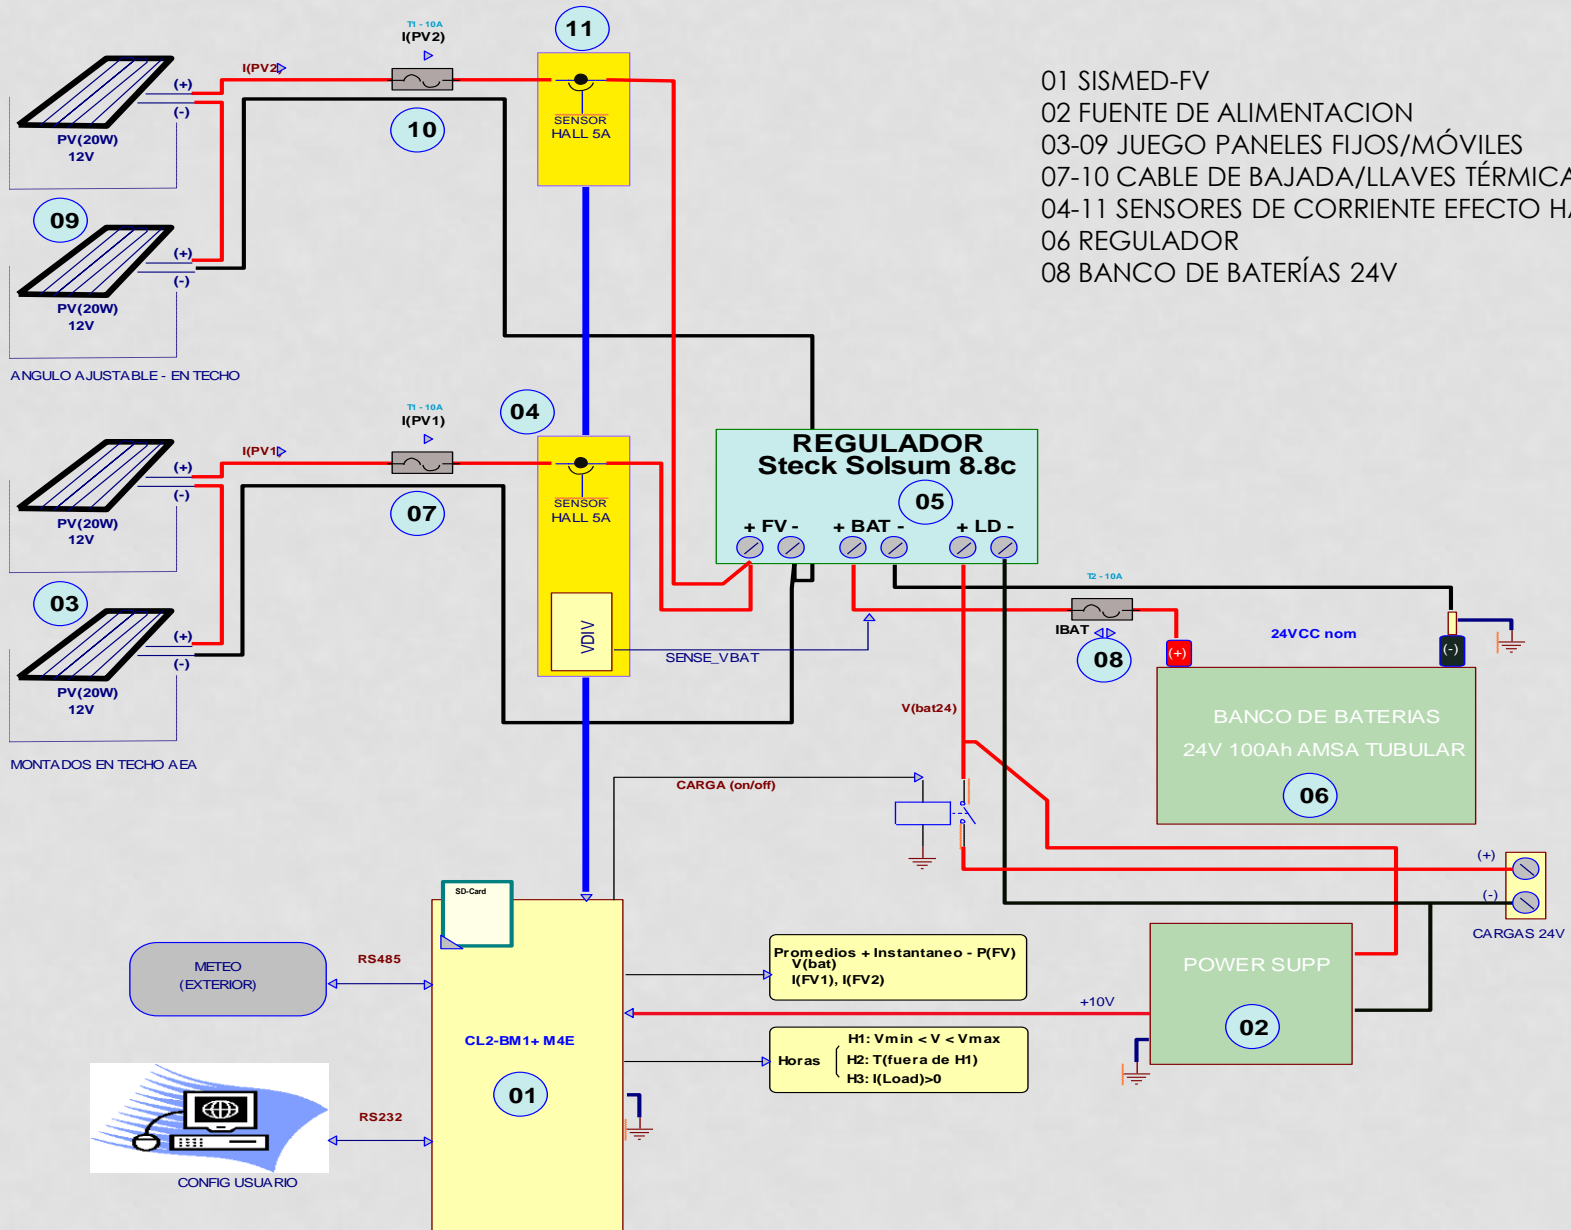 11
T1 - 10A
I(PV2)
I(PV2)
(+)
(-)
SENSOR
HALL 5A
10
PV(20W)
12V
09
(+)
(-)
PV(20W)
12V
ANGULO AJUSTABLE - EN TECHO
01 SISMED-FV
02 FUENTE DE ALIMENTACION
03-09 JUEGO PANELES FIJOS/MÓVILES
07-10 CABLE DE BAJADA/LLAVES TÉRMICA
04-11 SENSORES DE CORRIENTE EFECTO HA
06 REGULADOR
08 BANCO DE BATERÍAS 24V
T1 - 10A
I(PV1)
04
I(PV1
(+)
(-)
SENSOR
HALL 5A
07
PV(20W)
12V
03
(+)
(-)
PV(20W)
12V
MONTADOS EN TECHO AEA
VDIV
SENSE_VBAT
REGULADOR
Steck Solsum 8.8c
05
+ FV -
+ BAT -
+ LD -
T2 - 10A
IBAT
08
24VCC nom
(+)
(-)
BANCO DE BATERIAS
24V 100Ah AMSA TUBULAR
06
V(bat24)
CARGA (on/off)
(+)
(-)
CARGAS 24V
SD-Card
METEO
(EXTERIOR)
RS485
CL2-BM1+ M4E
01
RS232
CONFIG USUARIO
Promedios + Instantaneo - P(FV)
V(bat)
I(FV1), I(FV2)
+10V
POWER SUPP
02
Horas
H1: Vmin < V < Vmax
H2: T(fuera de H1)
H3: I(Load)>0